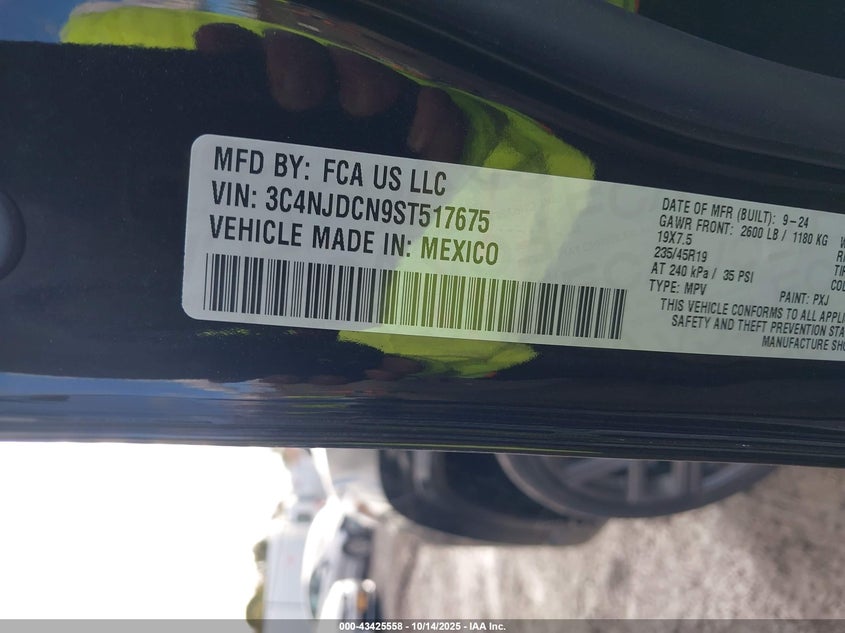 MFD BY: FCA US LLC
VIN: 3C4NJDCN9ST517675
VEHICLE MADE IN: MEXICO
DATE OF MFR (BUILT): 9-24
GAWR FRONT: 2600 LB / 1180 KG
19X7.5
235/45R19
AT 240 kPa / 35 PSI
TYPE: MPV
PAINT: PXJ
THIS VEHICLE CONFORMS TO ALL APPLI
SAFETY AND THEFT PREVENTION STA
MANUFACTURE SHO
000-43425558 - 10/14/2025 - IAA Inc.